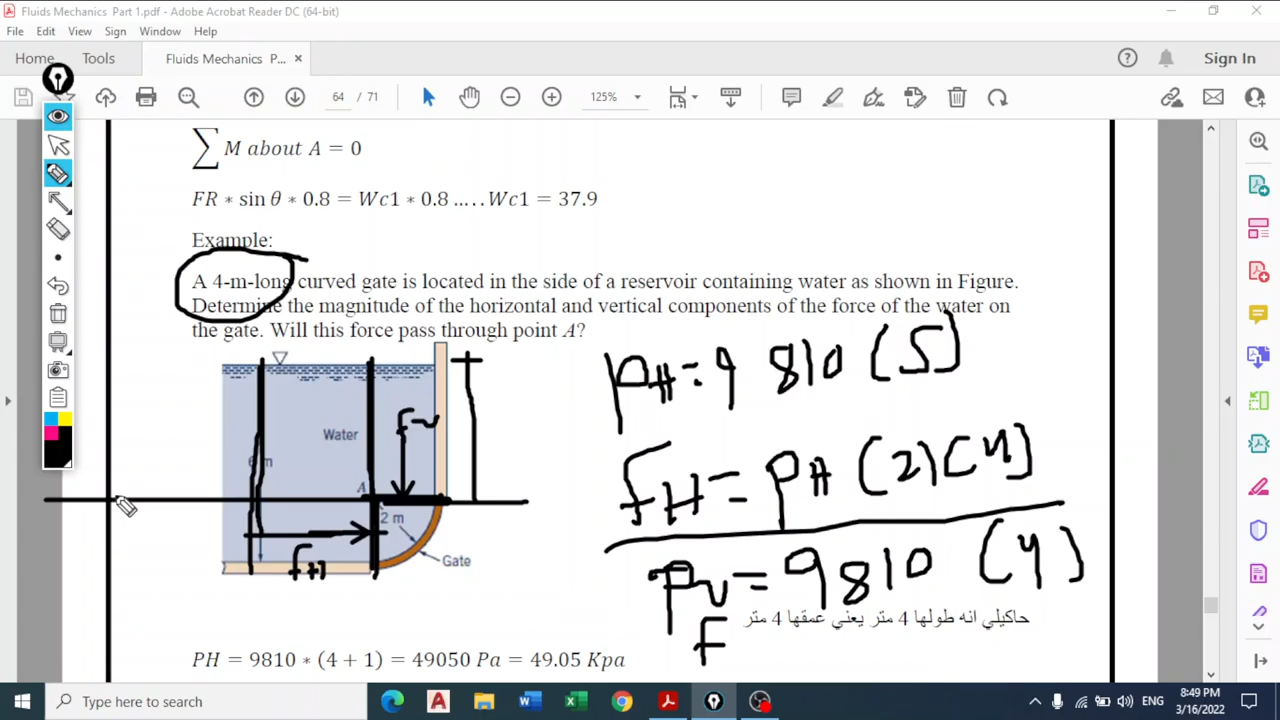 Fluids Mechanics Part 1.pdf - Adobe Acrobat Reader DC (64-bit)
File Edit View Sign Window Help
Home Tools Fluids Mechanics P... × Sign In
64 / 71 125%
∑ M about A = 0
FR ∗ sin θ ∗ 0.8 = Wc1 ∗ 0.8 ..... Wc1 = 37.9
Example:
A 4-m-long curved gate is located in the side of a reservoir containing water as shown in Figure.
Determine the magnitude of the horizontal and vertical components of the force of the water on
the gate. Will this force pass through point A?
PH = 9810 (5)
Water
Fv
FH = PH (2)(4)
A
2 m
FH
Gate
Pv = 9810 (4)
F
حاكيلي انه طولها 4 متر يعني عمقها 4 متر
PH = 9810 ∗ (4 + 1) = 49050 Pa = 49.05 Kpa
Type here to search
ENG
8:49 PM
3/16/2022